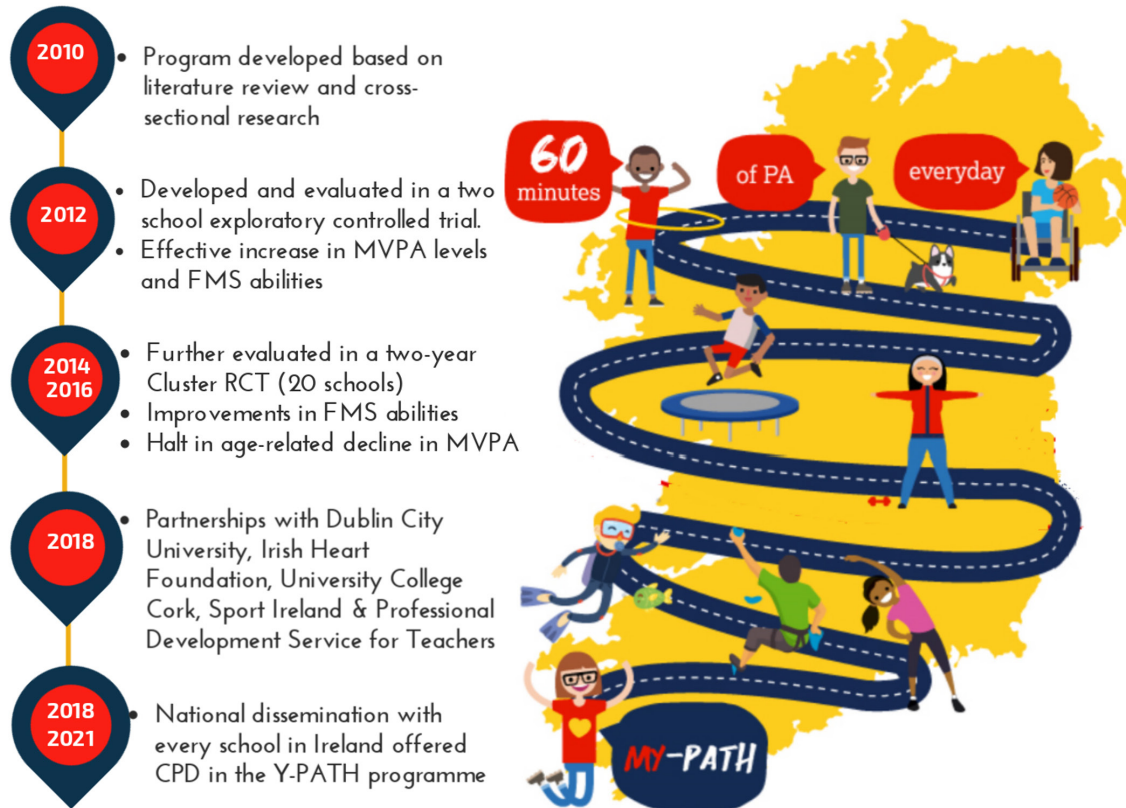 2010
• Program developed based on
literature review and cross-
sectional research
2012
• Developed and evaluated in a two
school exploratory controlled trial.
• Effective increase in MVPA levels
and FMS abilities
2014
2016
• Further evaluated in a two-year
Cluster RCT (20 schools)
• Improvements in FMS abilities
• Halt in age-related decline in MVPA
2018
• Partnerships with Dublin City
University, Irish Heart
Foundation, University College
Cork, Sport Ireland & Professional
Development Service for Teachers
2018
2021
• National dissemination with
every school in Ireland offered
CPD in the Y-PATH programme
60
minutes
of PA
everyday
MY-PATH